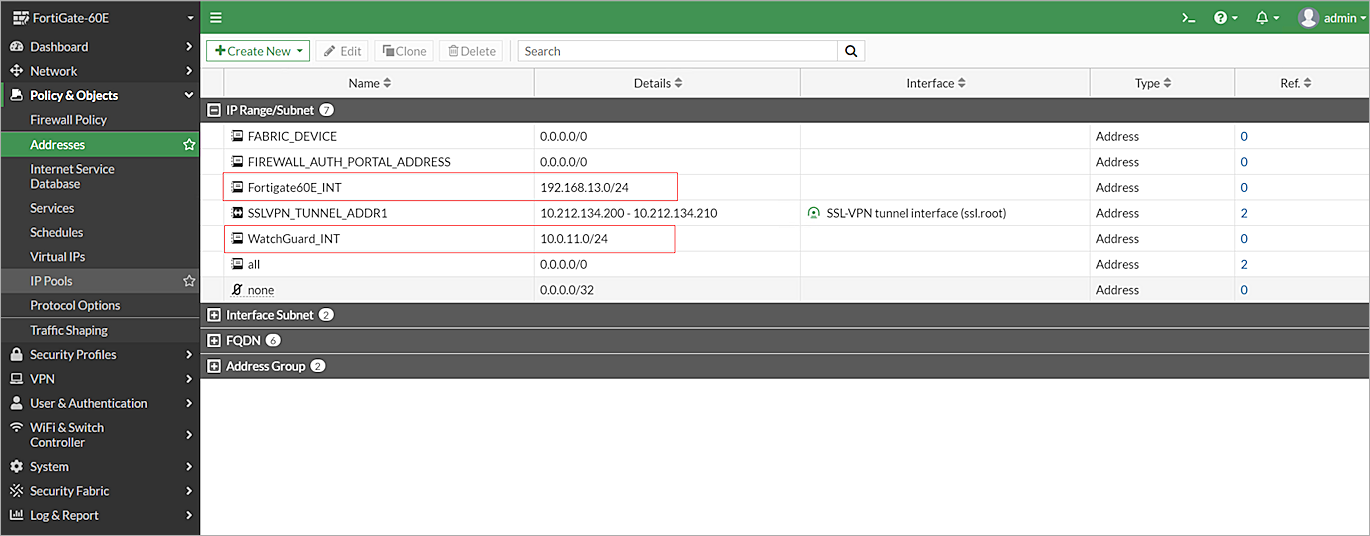 FortiGate-60E
admin
Dashboard
Network
Policy & Objects
Firewall Policy
Addresses
Internet Service
Database
Services
Schedules
Virtual IPs
IP Pools
Protocol Options
Traffic Shaping
Security Profiles
VPN
User & Authentication
WiFi & Switch
Controller
System
Security Fabric
Log & Report
+Create New Edit Clone Delete Search
Name Details Interface Type Ref.
IP Range/Subnet 7
FABRIC_DEVICE 0.0.0.0/0 Address 0
FIREWALL_AUTH_PORTAL_ADDRESS 0.0.0.0/0 Address 0
Fortigate60E_INT 192.168.13.0/24 Address 0
SSLVPN_TUNNEL_ADDR1 10.212.134.200 - 10.212.134.210 SSL-VPN tunnel interface (ssl.root) Address 2
WatchGuard_INT 10.0.11.0/24 Address 0
all 0.0.0.0/0 Address 2
none 0.0.0.0/32 Address 0
Interface Subnet 2
FQDN 6
Address Group 2